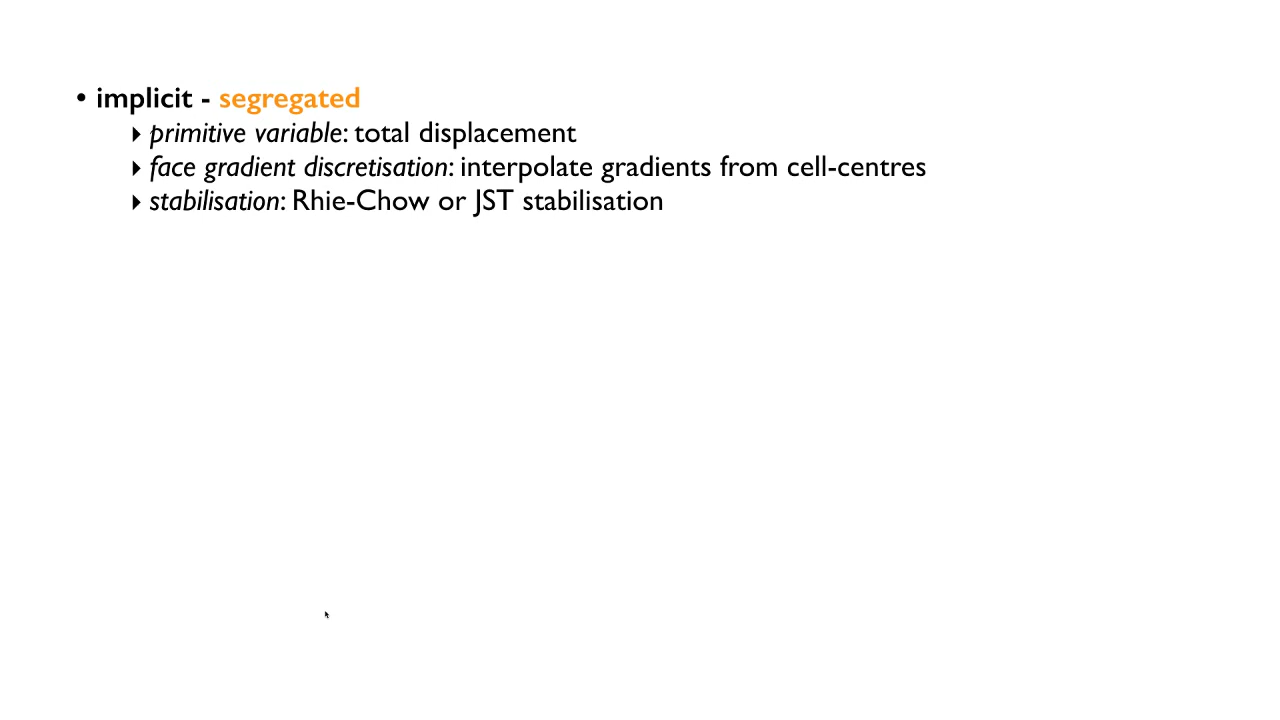 • implicit - segregated
‣ primitive variable: total displacement
‣ face gradient discretisation: interpolate gradients from cell-centres
‣ stabilisation: Rhie-Chow or JST stabilisation